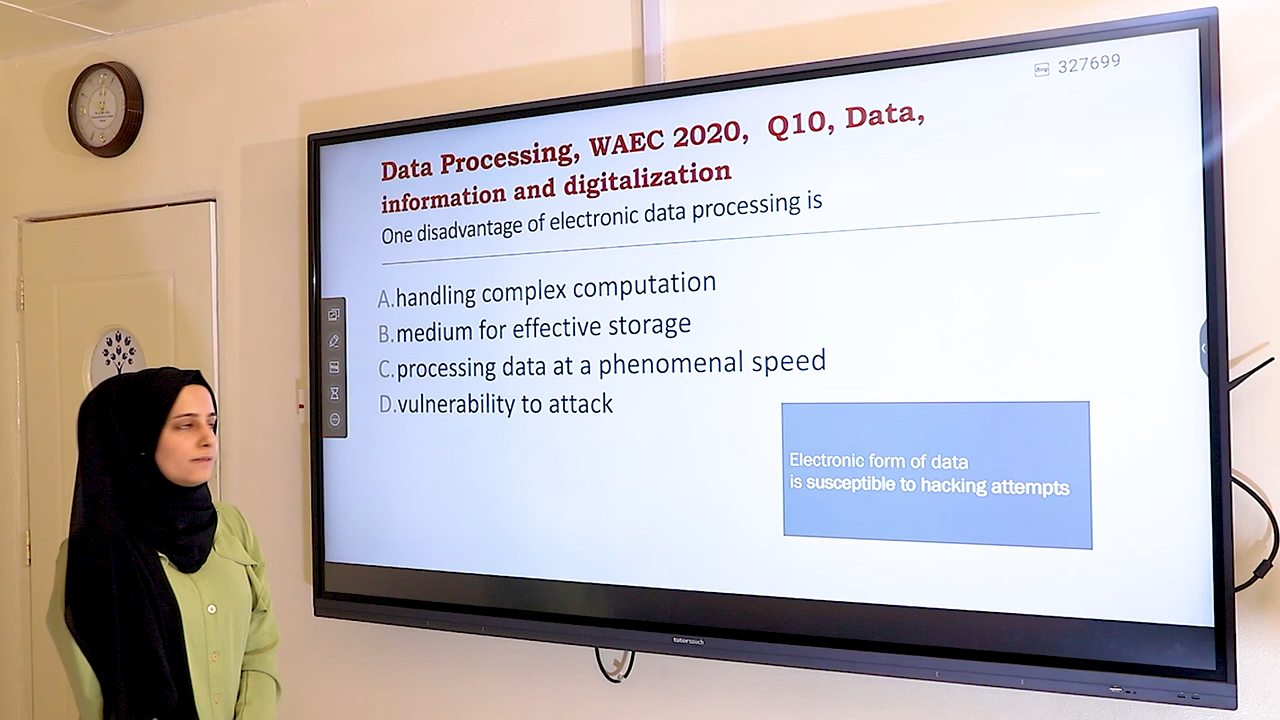 327699
Data Processing, WAEC 2020, Q10, Data,
information and digitalization
One disadvantage of electronic data processing is
A.handling complex computation
B.medium for effective storage
C.processing data at a phenomenal speed
D.vulnerability to attack
Electronic form of data
is susceptible to hacking attempts
tutortouch